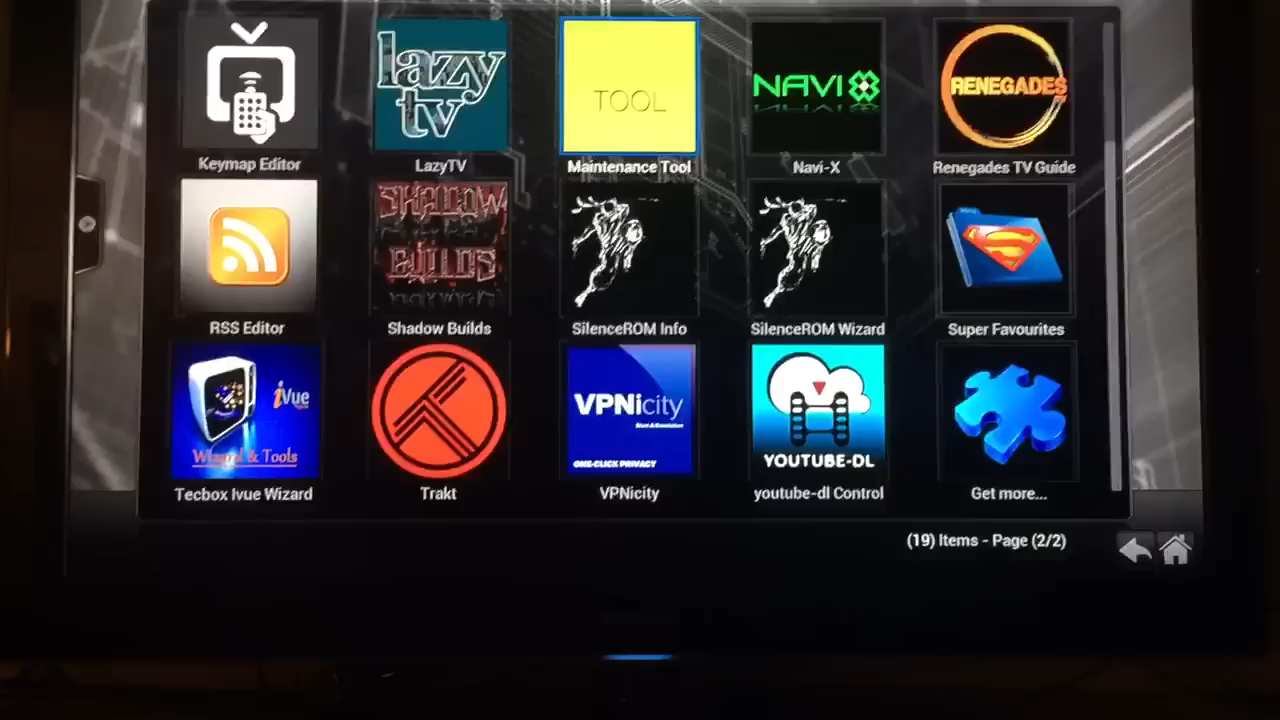 lazy
tv
TOOL
NAVI
RENEGADES
Keymap Editor
LazyTV
Maintenance Tool
Navi-X
Renegades TV Guide
SHADOW
BUILDS
RSS Editor
Shadow Builds
SilenceROM Info
SilenceROM Wizard
Super Favourites
iVue
Wizard & Tools
VPNicity
ONE-CLICK PRIVACY
YOUTUBE-DL
Tecbox Ivue Wizard
Trakt
VPNicity
youtube-dl Control
Get more...
(19) Items - Page (2/2)